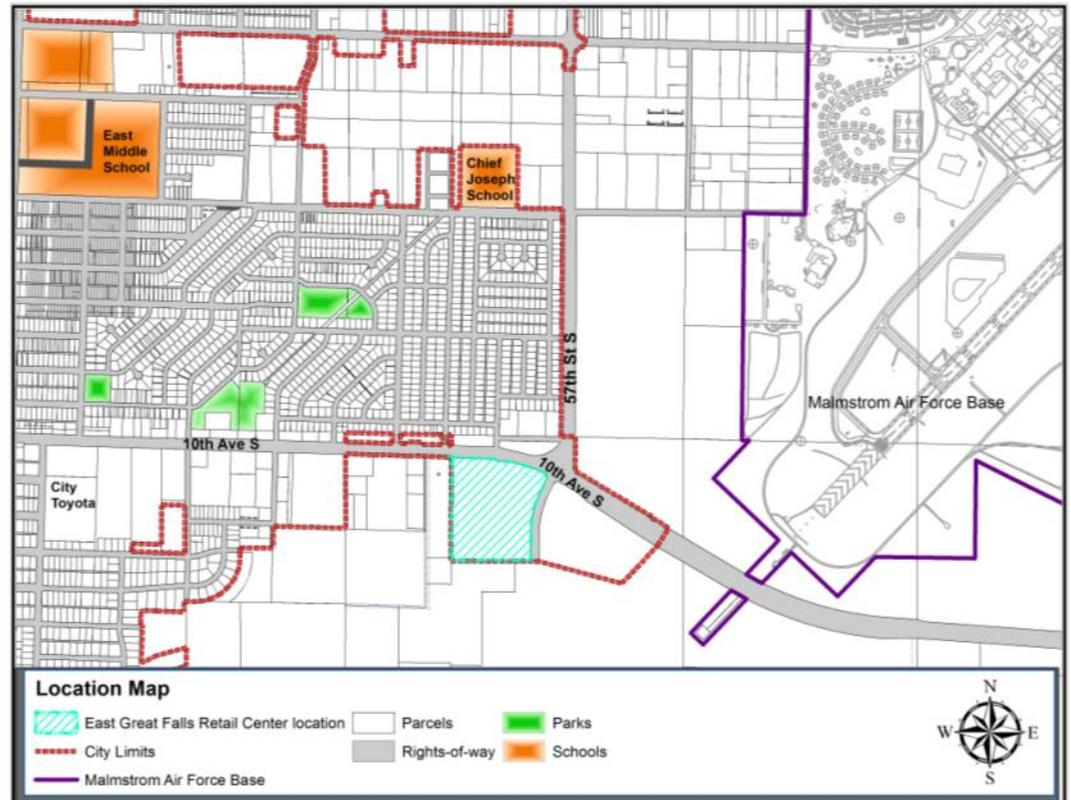 East
Middle
School
Chief
Joseph
School
57th St S
Malmstrom Air Force Base
10th Ave S
10th Ave S
City
Toyota
Location Map
East Great Falls Retail Center location
Parcels
Parks
City Limits
Rights-of-way
Schools
Malmstrom Air Force Base
N
W
E
S